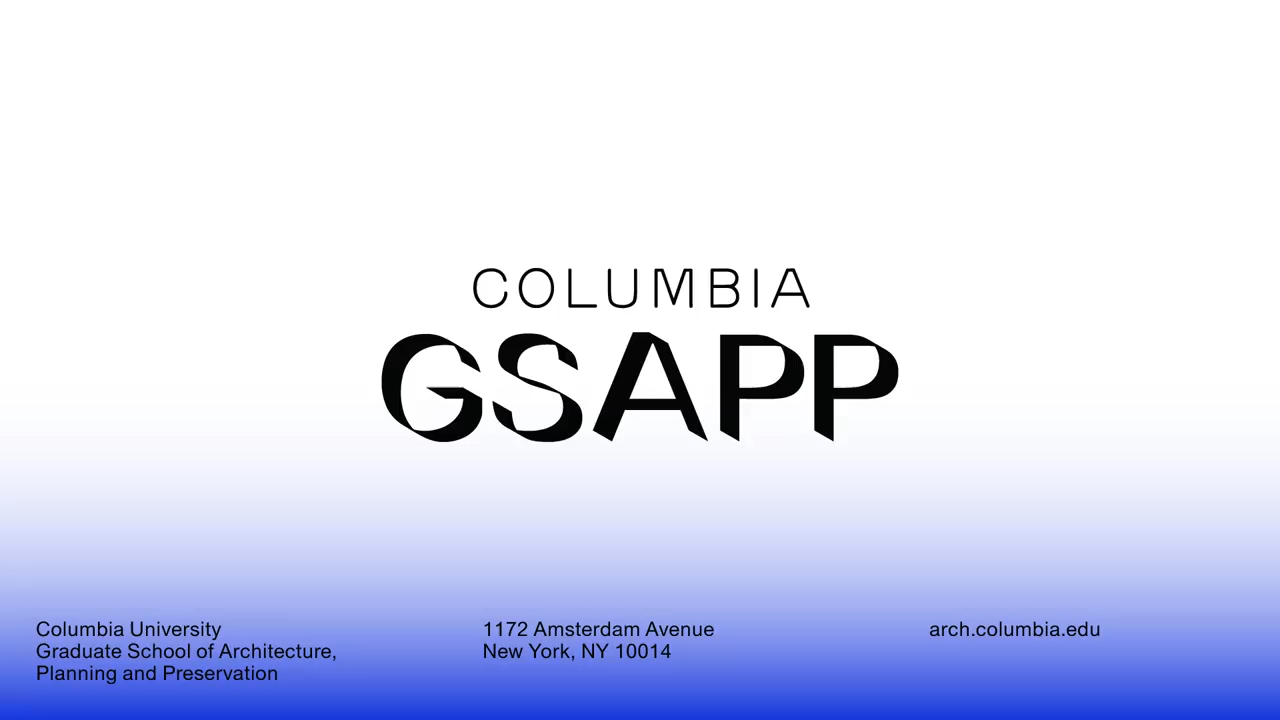 COLUMBIA
GSAPP
Columbia University
Graduate School of Architecture,
Planning and Preservation
1172 Amsterdam Avenue
New York, NY 10014
arch.columbia.edu